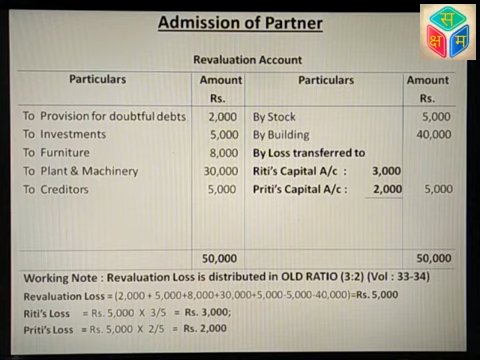 Admission of Partner
स
क्ष म
Revaluation Account
Particulars Amount Particulars Amount
Rs. Rs.
To Provision for doubtful debts 2,000 By Stock 5,000
To Investments 5,000 By Building 40,000
To Furniture 8,000 By Loss transferred to
To Plant & Machinery 30,000 Riti's Capital A/c : 3,000
To Creditors 5,000 Priti's Capital A/c : 2,000 5,000
50,000 50,000
Working Note : Revaluation Loss is distributed in OLD RATIO (3:2) (Vol : 33-34)
Revaluation Loss = (2,000 + 5,000+8,000+30,000+5,000-5,000-40,000)=Rs. 5,000
Riti's Loss = Rs. 5,000 X 3/5 = Rs. 3,000;
Priti's Loss = Rs. 5,000 X 2/5 = Rs. 2,000